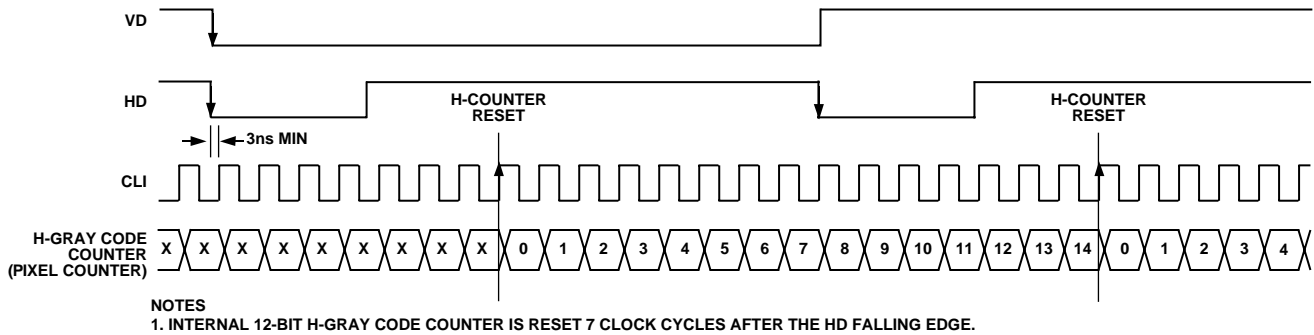 VD
HD
H-COUNTER
RESET
H-COUNTER
RESET
3ns MIN
CLI
H-GRAY CODE
COUNTER
(PIXEL COUNTER)
X X X X X X X X X 0 1 2 3 4 5 6 7 8 9 10 11 12 13 14 0 1 2 3 4
NOTES
1. INTERNAL 12-BIT H-GRAY CODE COUNTER IS RESET 7 CLOCK CYCLES AFTER THE HD FALLING EDGE.